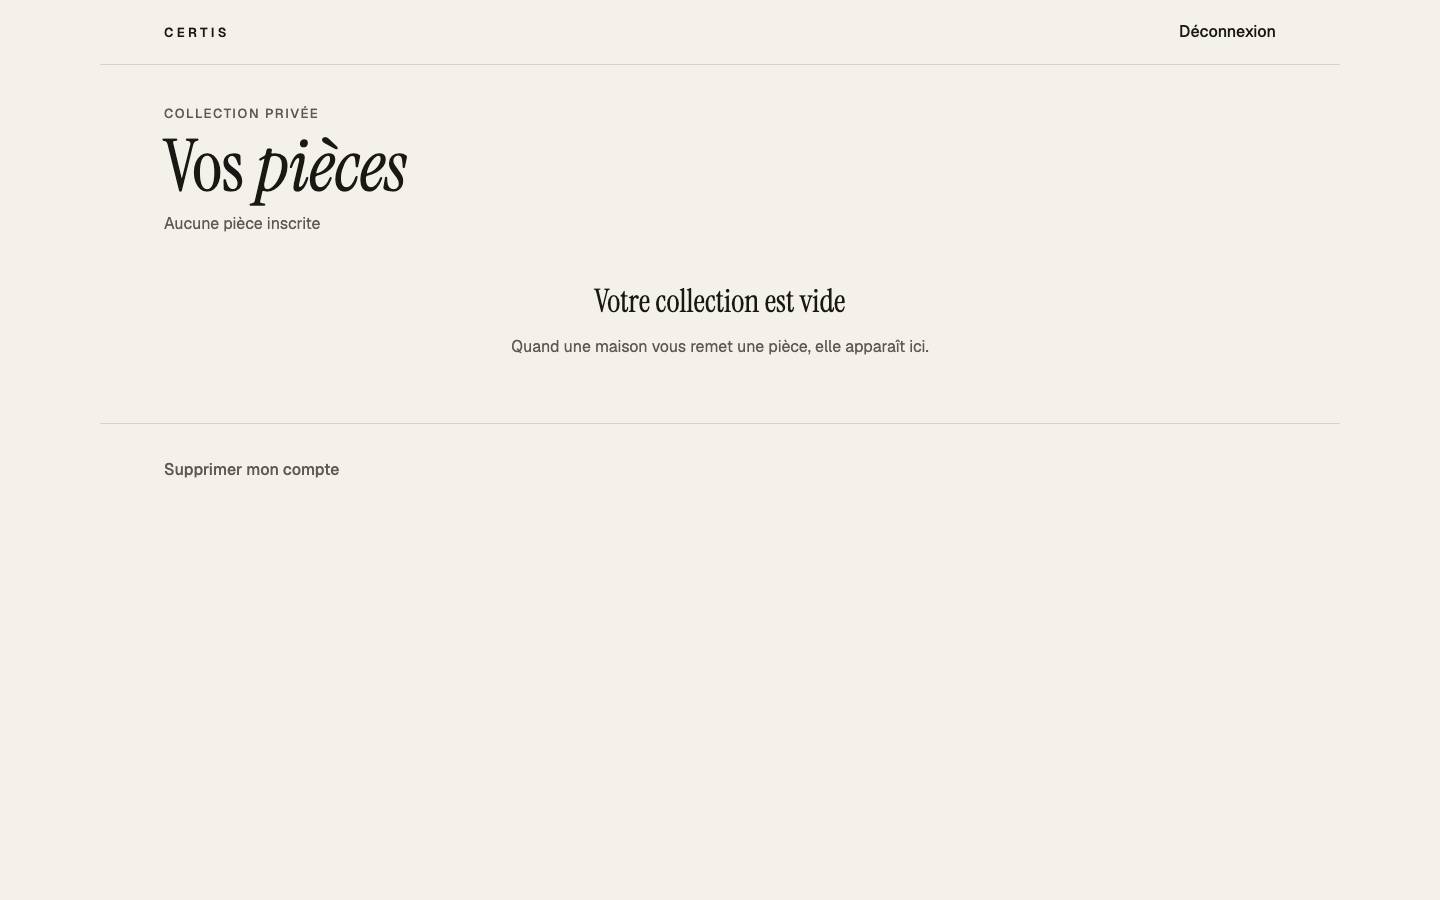 CERTIS
Déconnexion
COLLECTION PRIVÉE
Vos pièces
Aucune pièce inscrite
Votre collection est vide
Quand une maison vous remet une pièce, elle apparaît ici.
Supprimer mon compte